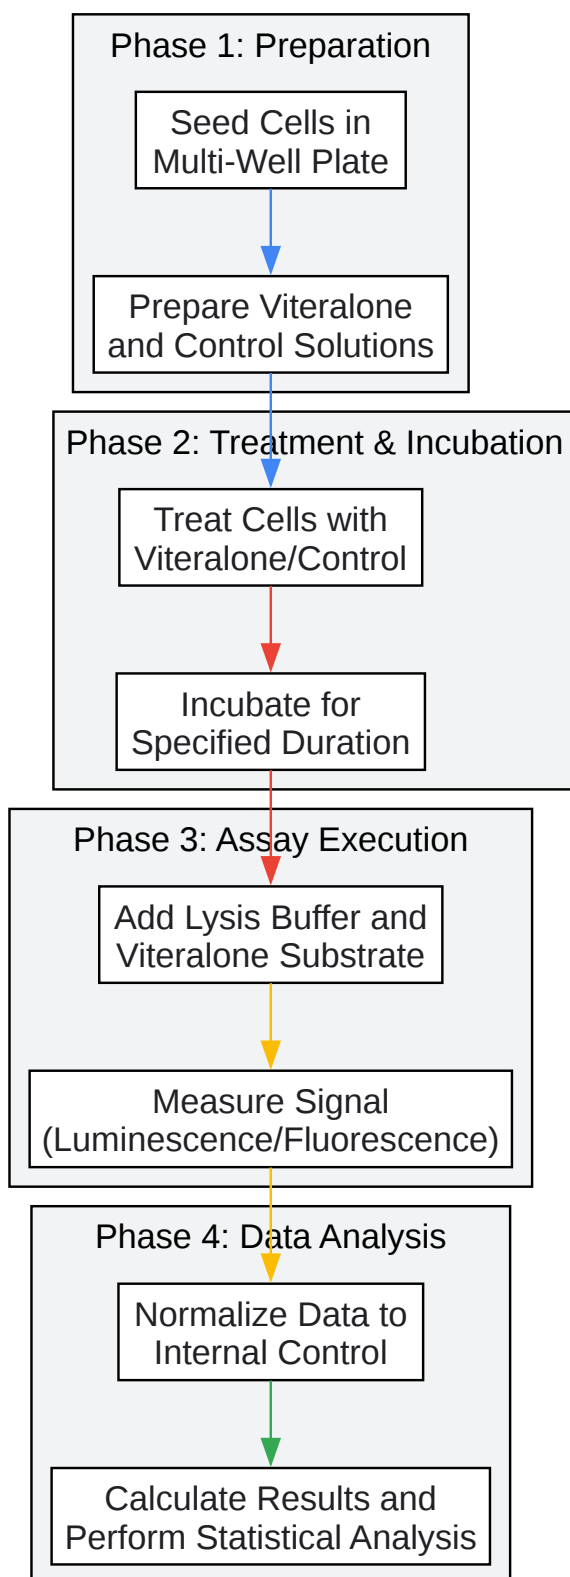 Phase 1: Preparation
Seed Cells in
Multi-Well Plate
Prepare Viteralone
and Control Solutions
Phase 2: Treatment & Incubation
Treat Cells with
Viteralone/Control
Incubate for
Specified Duration
Phase 3: Assay Execution
Add Lysis Buffer and
Viteralone Substrate
Measure Signal
(Luminescence/Fluorescence)
Phase 4: Data Analysis
Normalize Data to
Internal Control
Calculate Results and
Perform Statistical Analysis